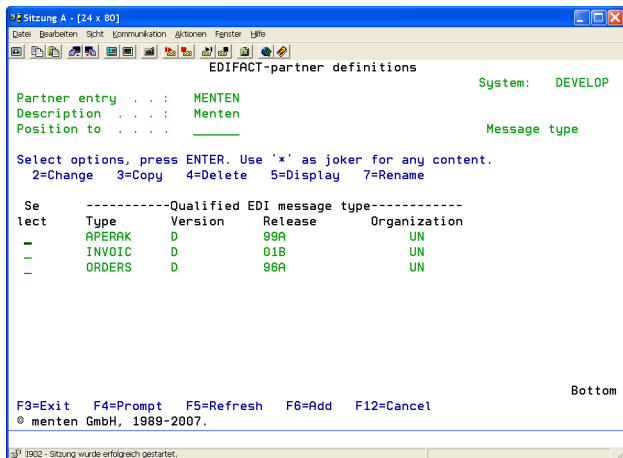 Sitzung A - [24 x 80]
Datei Bearbeiten Sicht Kommunikation Aktionen Fenster Hilfe
EDIFACT-partner definitions
System: DEVELOP
Partner entry . . : MENTEN
Description . . . : Menten
Position to . . . . ______ Message type
Select options, press ENTER. Use '*' as joker for any content.
2=Change 3=Copy 4=Delete 5=Display 7=Rename
Se -----------Qualified EDI message type------------
lect Type Version Release Organization
_ APERAK D 99A UN
_ INVOIC D 01B UN
_ ORDERS D 96A UN
Bottom
F3=Exit F4=Prompt F5=Refresh F6=Add F12=Cancel
© menten GmbH, 1989-2007.
I902 - Sitzung wurde erfolgreich gestartet.